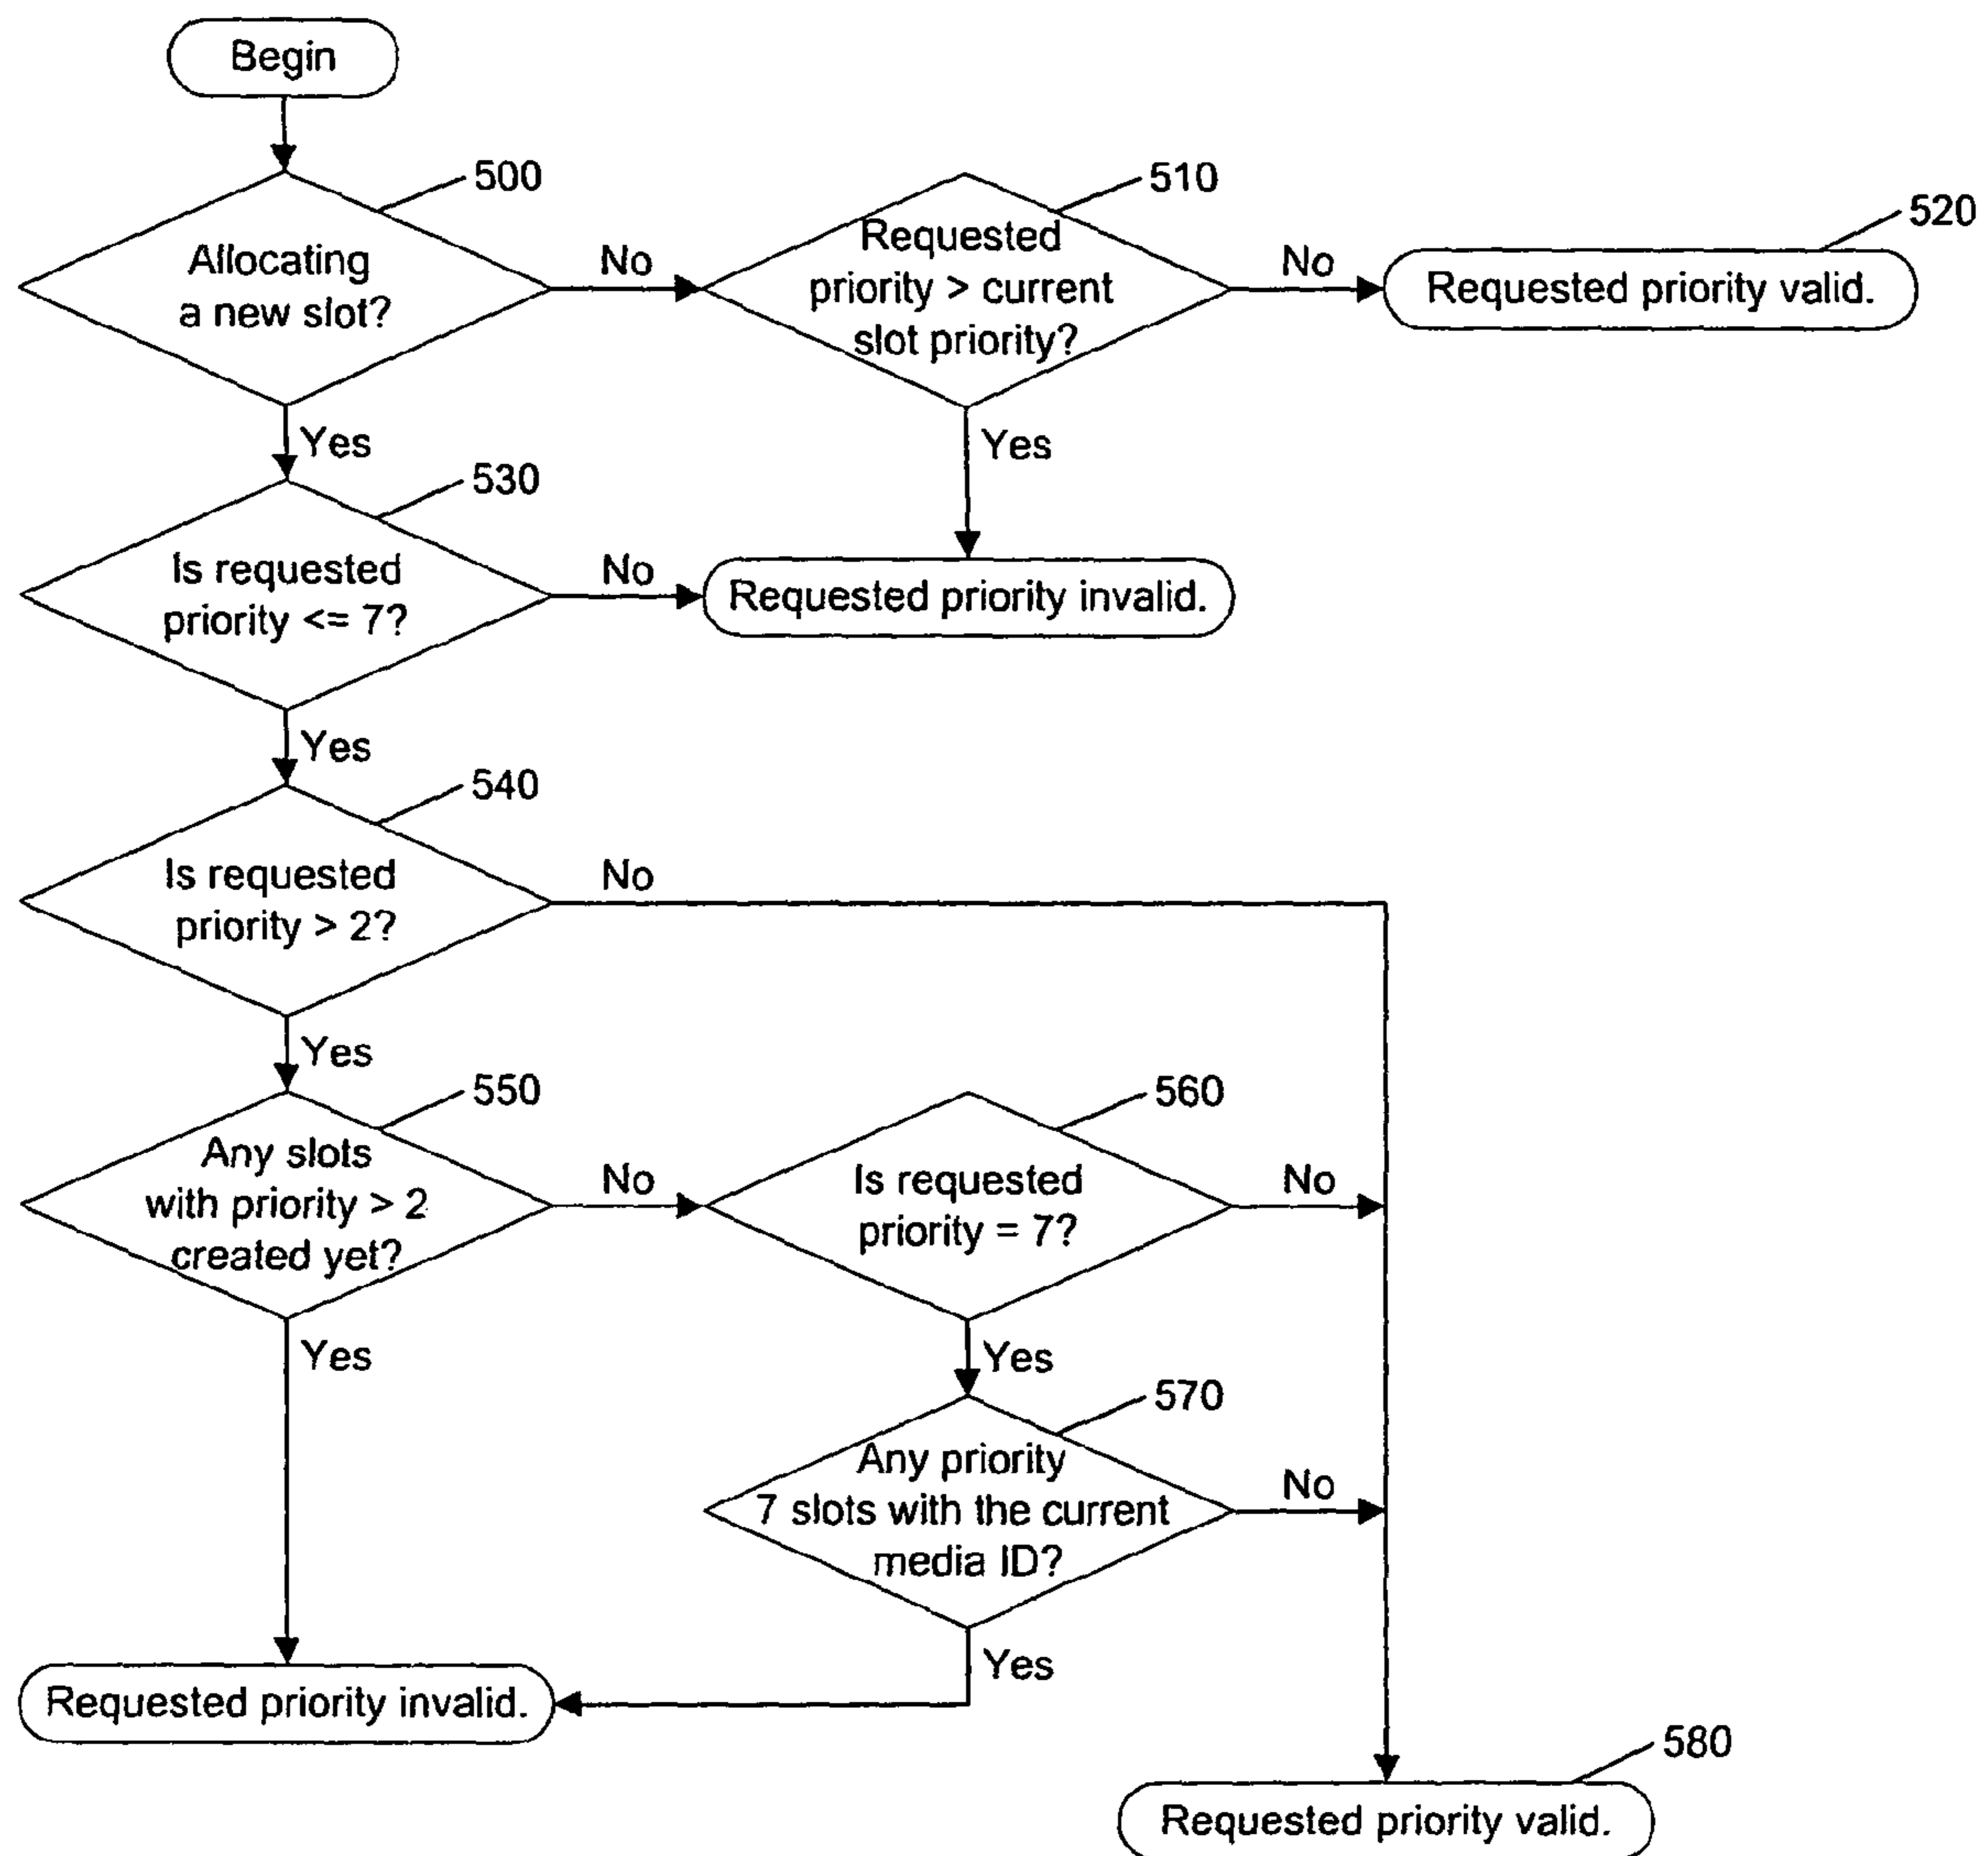 Begin
500
Allocating
a new slot?
No
510
Requested
priority > current
slot priority?
No
520
Requested priority valid.
Yes
Yes
530
Is requested
priority <= 7?
No
Requested priority invalid.
Yes
540
Is requested
priority > 2?
No
Yes
550
Any slots
with priority > 2
created yet?
No
560
Is requested
priority = 7?
No
Yes
Yes
570
Any priority
7 slots with the current
media ID?
No
Yes
Requested priority invalid.
580
Requested priority valid.